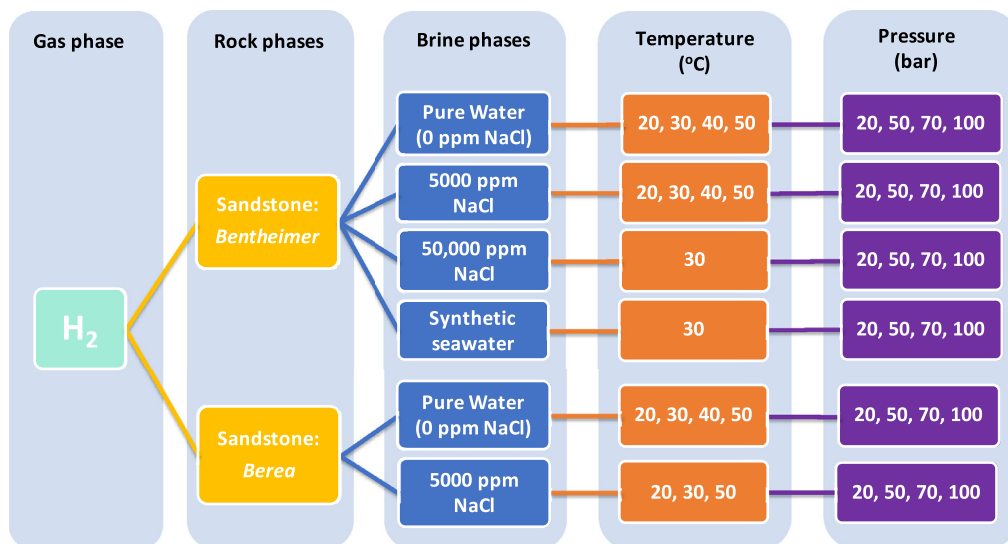 Gas phase
Rock phases
Brine phases
Temperature
(ºC)
Pressure
(bar)
H₂
Sandstone:
Bentheimer
Pure Water
(0 ppm NaCl)
20, 30, 40, 50
20, 50, 70, 100
5000 ppm
NaCl
20, 30, 40, 50
20, 50, 70, 100
50,000 ppm
NaCl
30
20, 50, 70, 100
Synthetic
seawater
30
20, 50, 70, 100
Sandstone:
Berea
Pure Water
(0 ppm NaCl)
20, 30, 40, 50
20, 50, 70, 100
5000 ppm
NaCl
20, 30, 50
20, 50, 70, 100